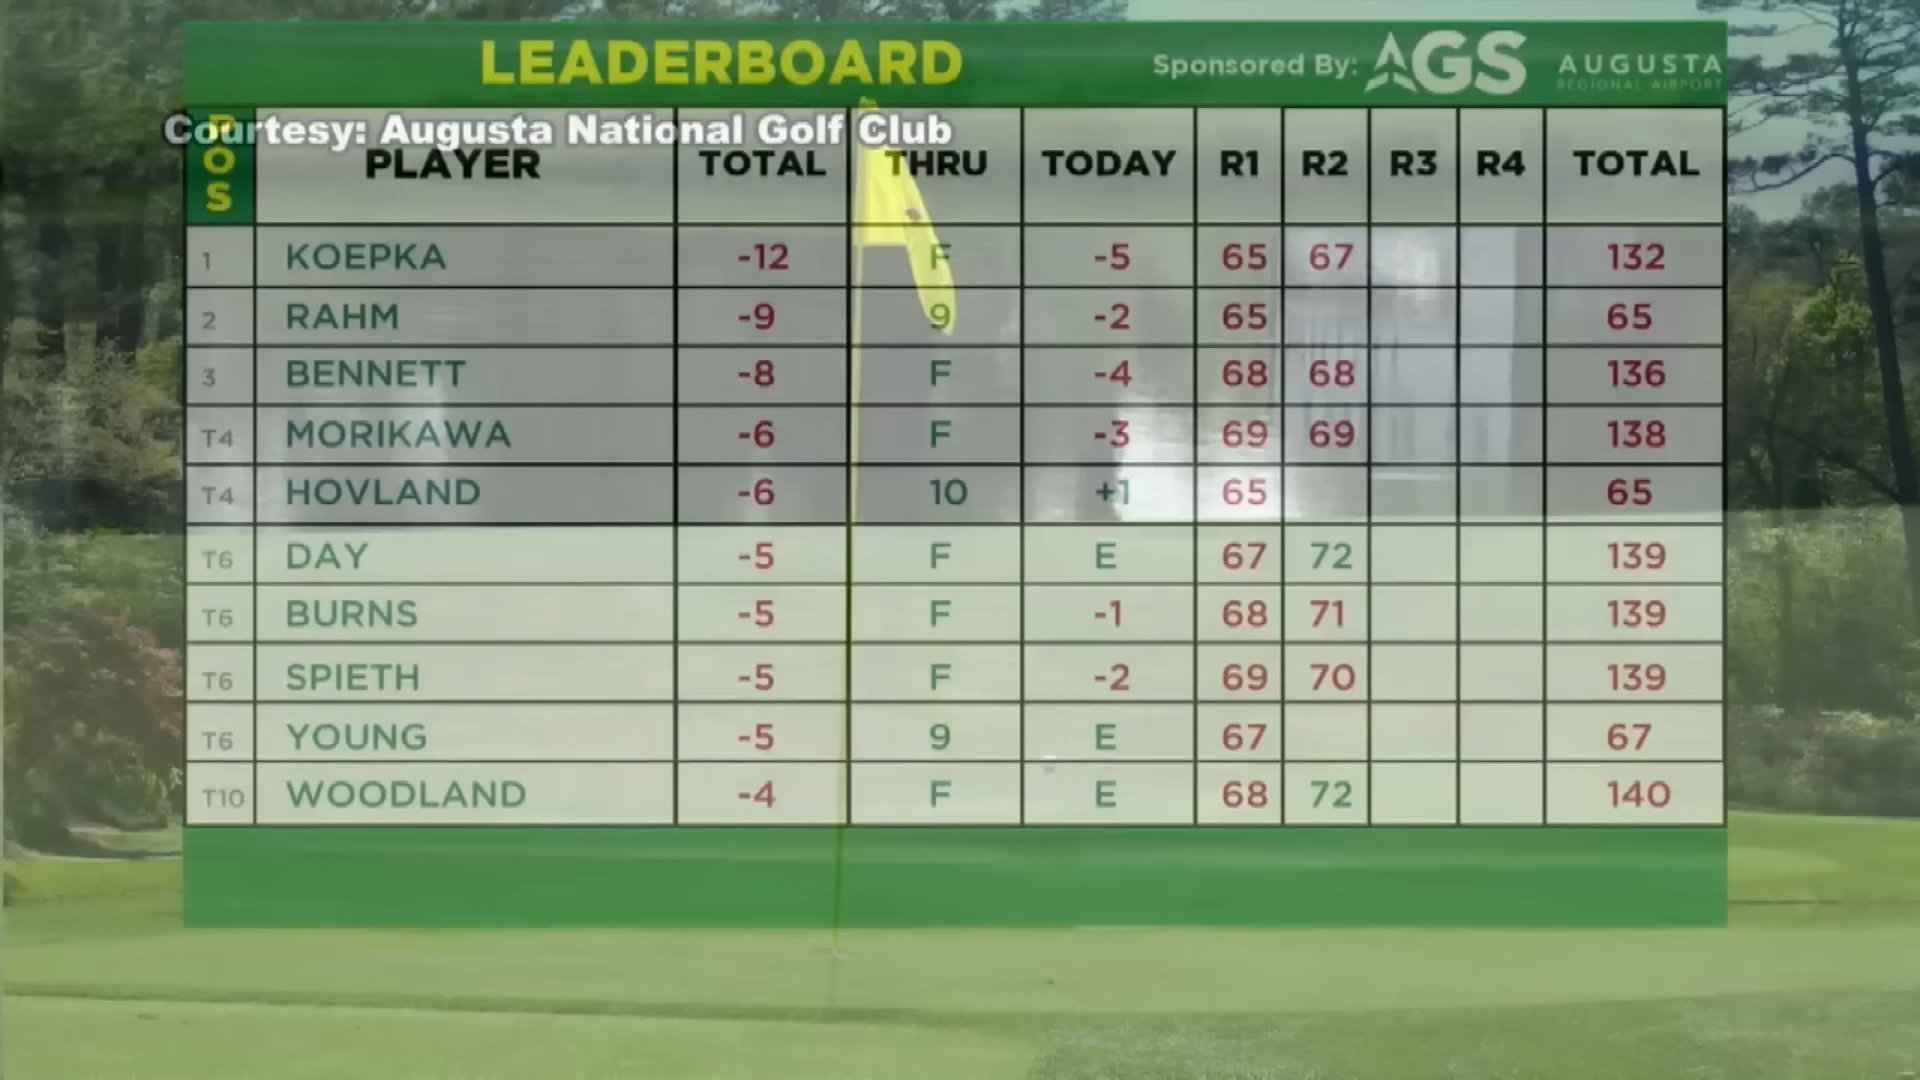 LEADERBOARD Sponsored By: AGS AUGUSTA
REGIONAL AIRPORT
Courtesy: Augusta National Golf Club
POS PLAYER TOTAL THRU TODAY R1 R2 R3 R4 TOTAL
1 KOEPKA -12 F -5 65 67 132
2 RAHM -9 9 -2 65 65
3 BENNETT -8 F -4 68 68 136
T4 MORIKAWA -6 F -3 69 69 138
T4 HOVLAND -6 10 +1 65 65
T6 DAY -5 F E 67 72 139
T6 BURNS -5 F -1 68 71 139
T6 SPIETH -5 F -2 69 70 139
T6 YOUNG -5 9 E 67 67
T10 WOODLAND -4 F E 68 72 140